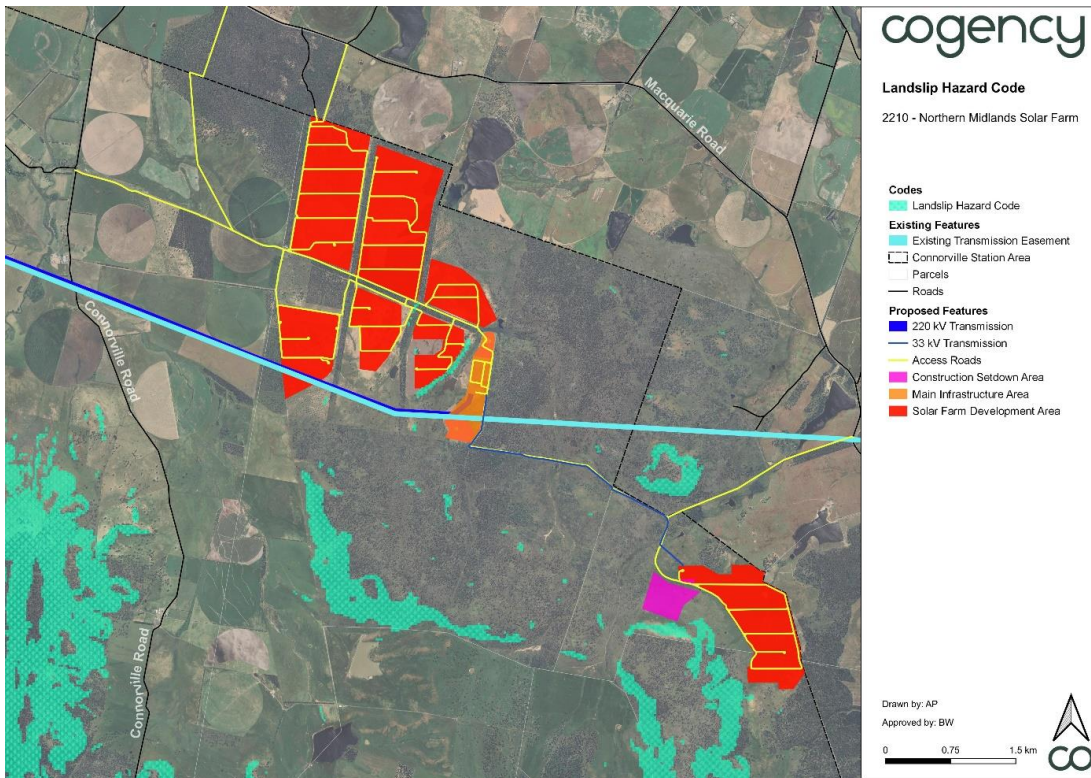 cogency
Landslip Hazard Code
2210 - Northern Midlands Solar Farm
Codes
Landslip Hazard Code
Existing Features
Existing Transmission Easement
Connorville Station Area
Parcels
Roads
Proposed Features
220 kV Transmission
33 kV Transmission
Access Roads
Construction Setdown Area
Main Infrastructure Area
Solar Farm Development Area
Macquarie Road
Connorville Road
Connorville Road
Drawn by: AP
Approved by: BW
0 0.75 1.5 km
co